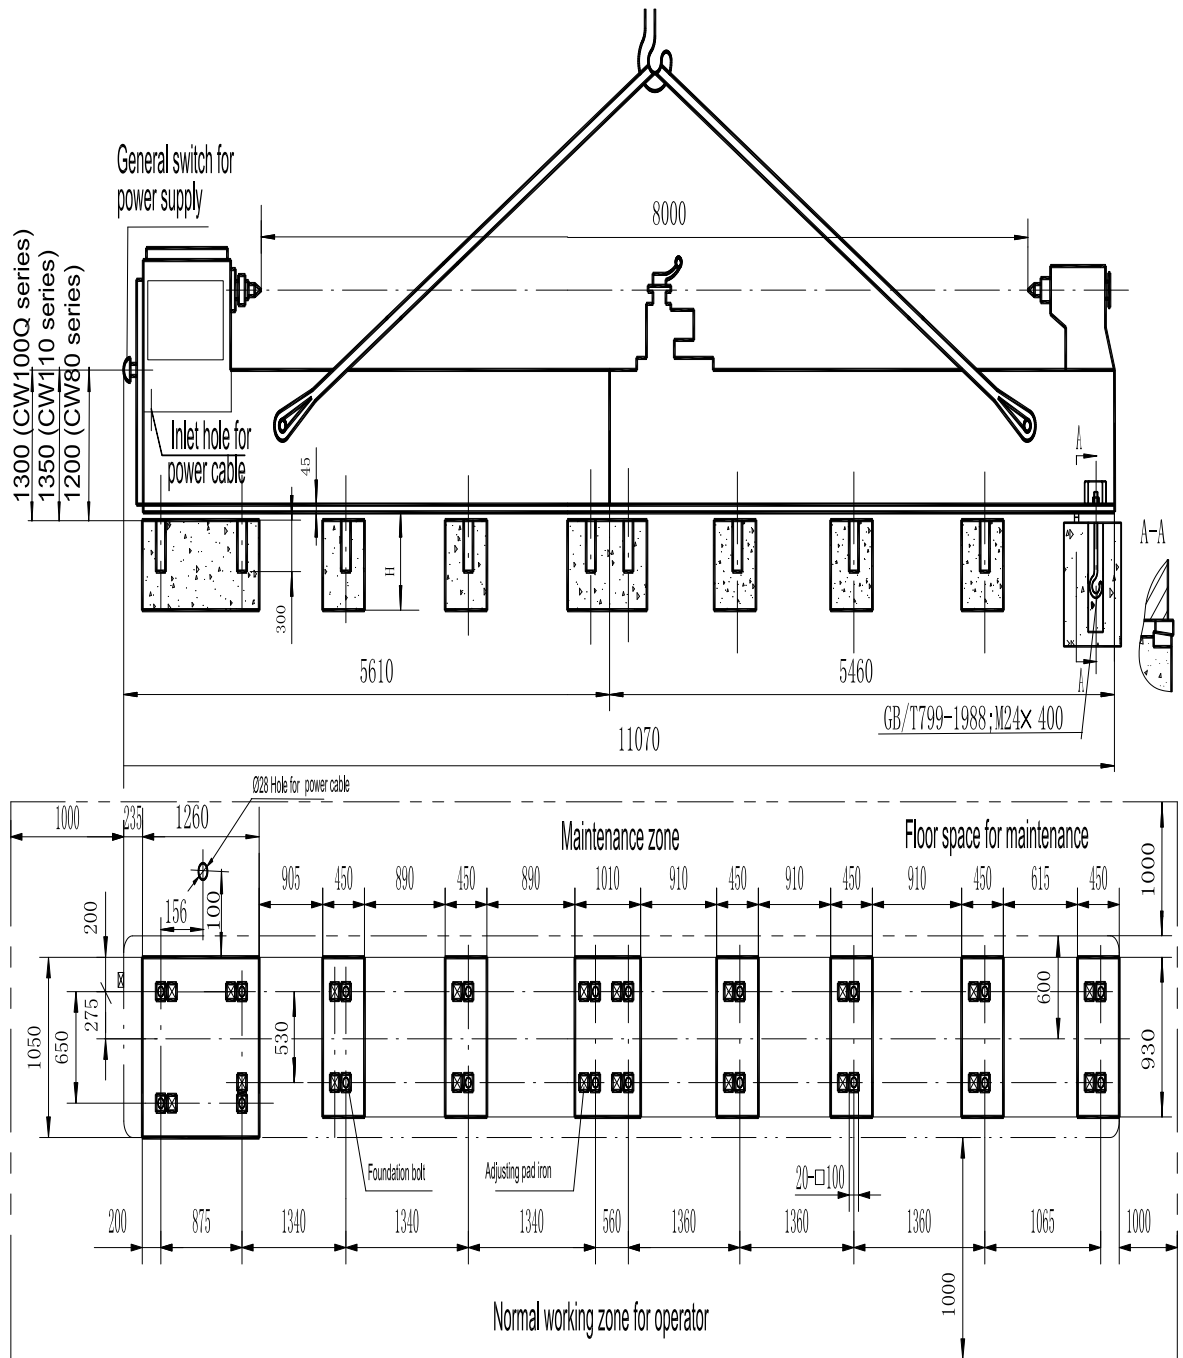 General switch for
power supply
8000
1300 (CW100Q series)
1350 (CW110 series)
1200 (CW80 series)
Inlet hole for
power cable
45
A
A-A
H
H
300
A
5610
5460
GB/T799-1988;M24× 400
11070
Ø28 Hole for power cable
1000
235
1260
Maintenance zone
Floor space for maintenance
1000
905
450
890
450
890
1010
910
450
910
450
910
450
615
450
156
100
200
600
275
1050
650
530
930
Foundation bolt
Adjusting pad iron
20-□100
200
875
1340
1340
1340
560
1360
1360
1360
1065
1000
1000
Normal working zone for operator